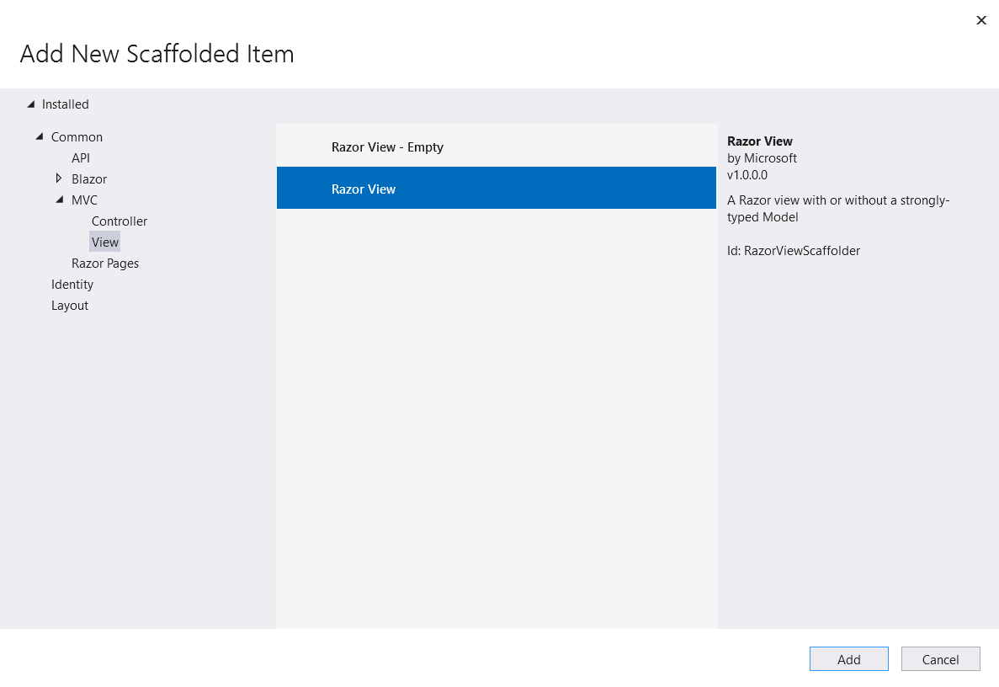 Add New Scaffolded Item
Installed
Common
API
Blazor
MVC
Controller
View
Razor Pages
Identity
Layout
Razor View - Empty
Razor View
Razor View
by Microsoft
v1.0.0.0
A Razor view with or without a strongly-
typed Model
Id: RazorViewScaffolder
Add
Cancel